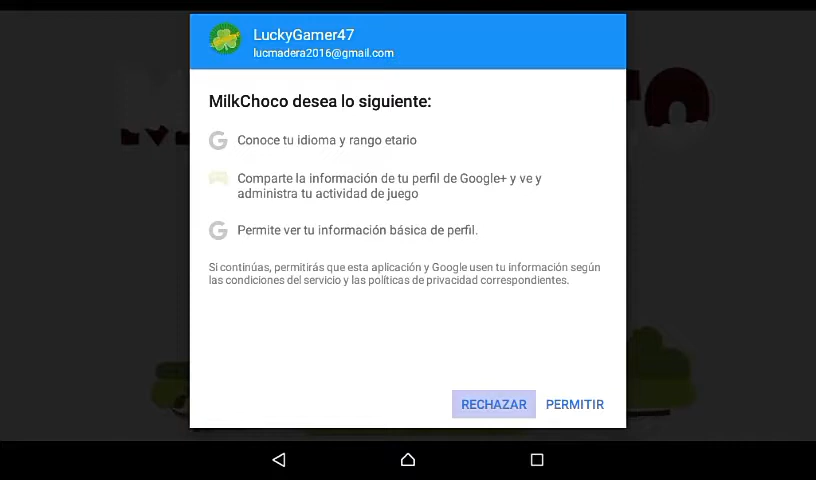 LuckyGamer47
lucmadera2016@gmail.com
MilkChoco desea lo siguiente:
Conoce tu idioma y rango etario
Comparte la información de tu perfil de Google+ y ve y
administra tu actividad de juego
Permite ver tu información básica de perfil.
Si continúas, permitirás que esta aplicación y Google usen tu información según
las condiciones del servicio y las políticas de privacidad correspondientes.
RECHAZAR PERMITIR